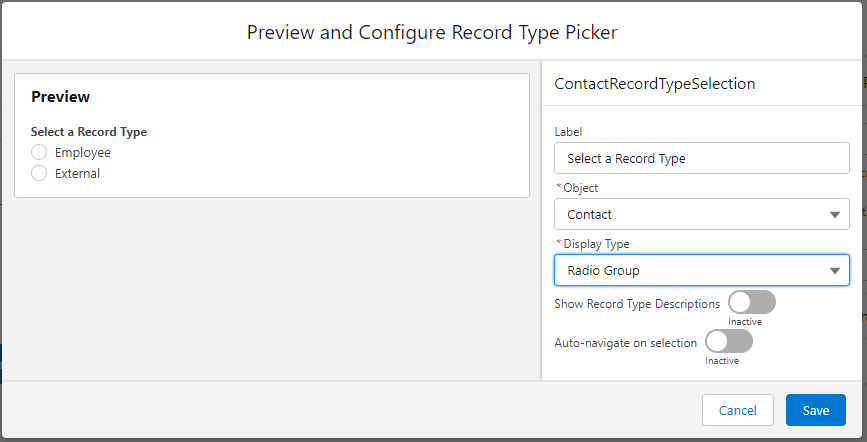 Preview and Configure Record Type Picker
Preview
Select a Record Type
Employee
External
ContactRecordTypeSelection
Label
Select a Record Type
* Object
Contact
* Display Type
Radio Group
Show Record Type Descriptions
Inactive
Auto-navigate on selection
Inactive
Cancel
Save